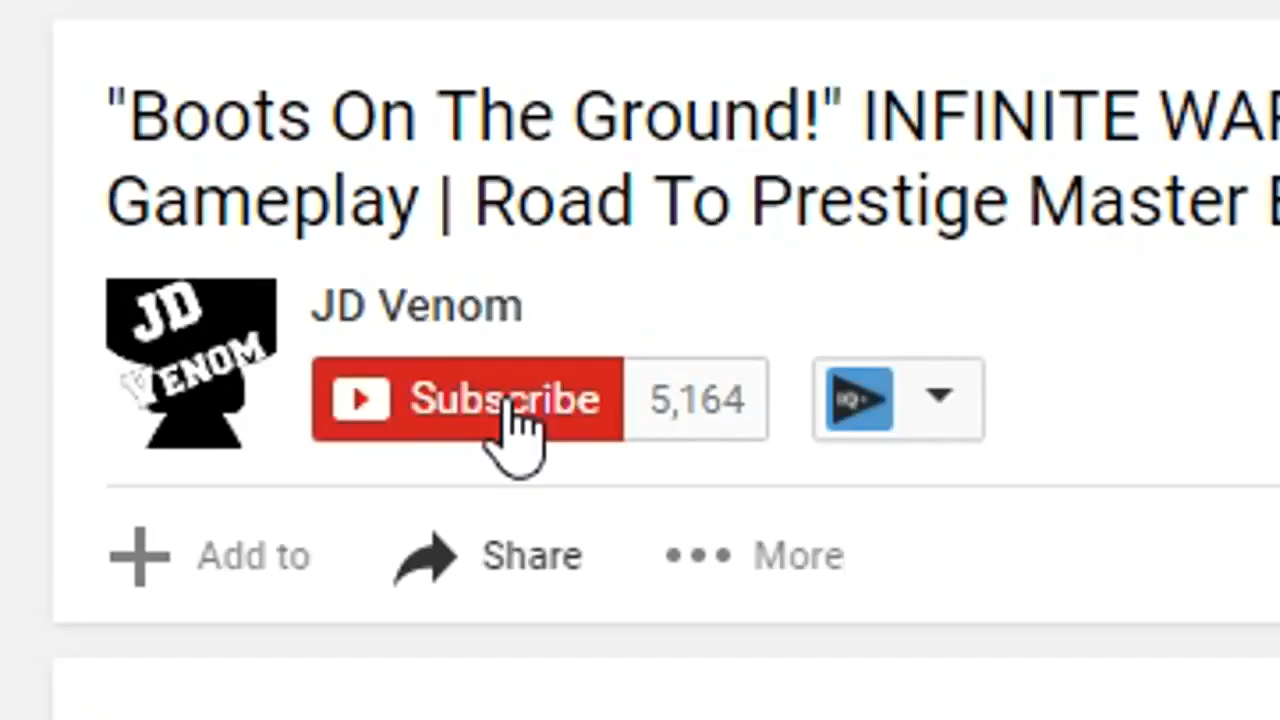 "Boots On The Ground!" INFINITE WAR
Gameplay | Road To Prestige Master E
JD
VENOM
JD Venom
Subscribe 5,164 IQ+
Add to Share More